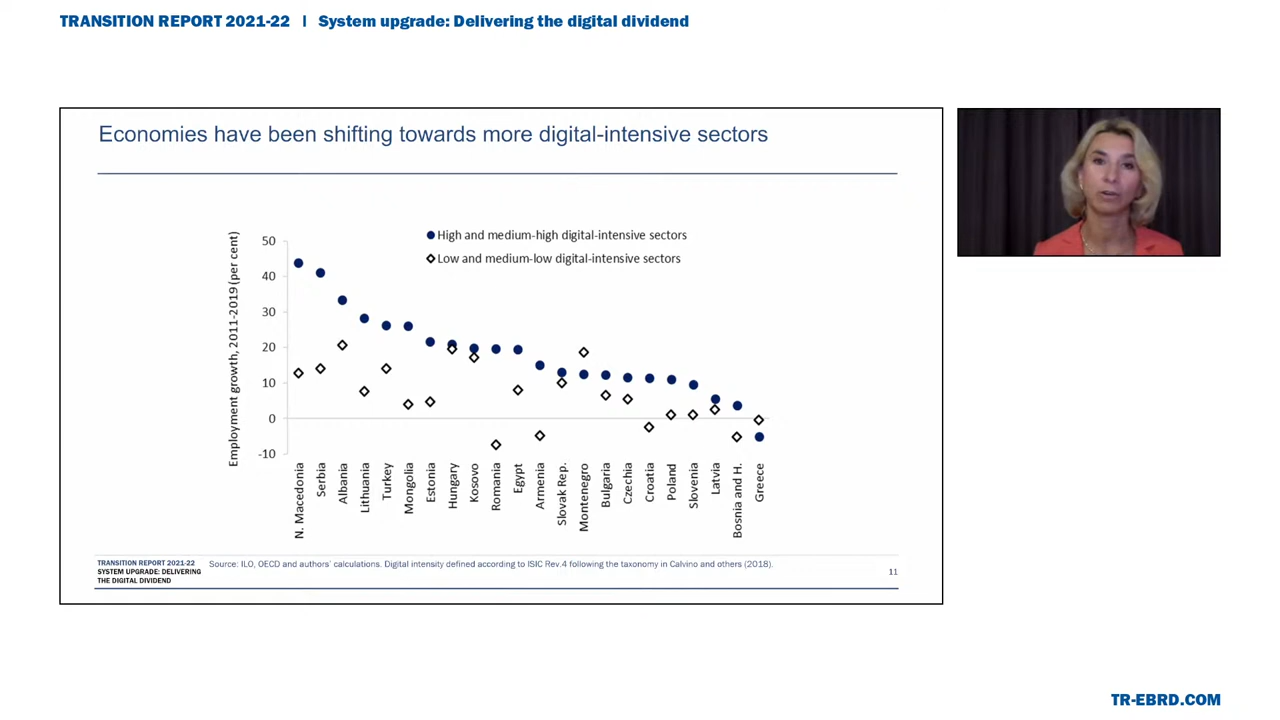 TRANSITION REPORT 2021-22 | System upgrade: Delivering the digital dividend
Economies have been shifting towards more digital-intensive sectors
Employment growth, 2011-2019 (per cent)
50
40
30
20
10
0
-10
High and medium-high digital-intensive sectors
Low and medium-low digital-intensive sectors
N. Macedonia
Serbia
Albania
Lithuania
Turkey
Mongolia
Estonia
Hungary
Kosovo
Romania
Egypt
Armenia
Slovak Rep.
Montenegro
Bulgaria
Czechia
Croatia
Poland
Slovenia
Latvia
Bosnia and H.
Greece
TRANSITION REPORT 2021-22
SYSTEM UPGRADE: DELIVERING
THE DIGITAL DIVIDEND
Source: ILO, OECD and authors' calculations. Digital intensity defined according to ISIC Rev.4 following the taxonomy in Calvino and others (2018).
11
TR-EBRD.COM